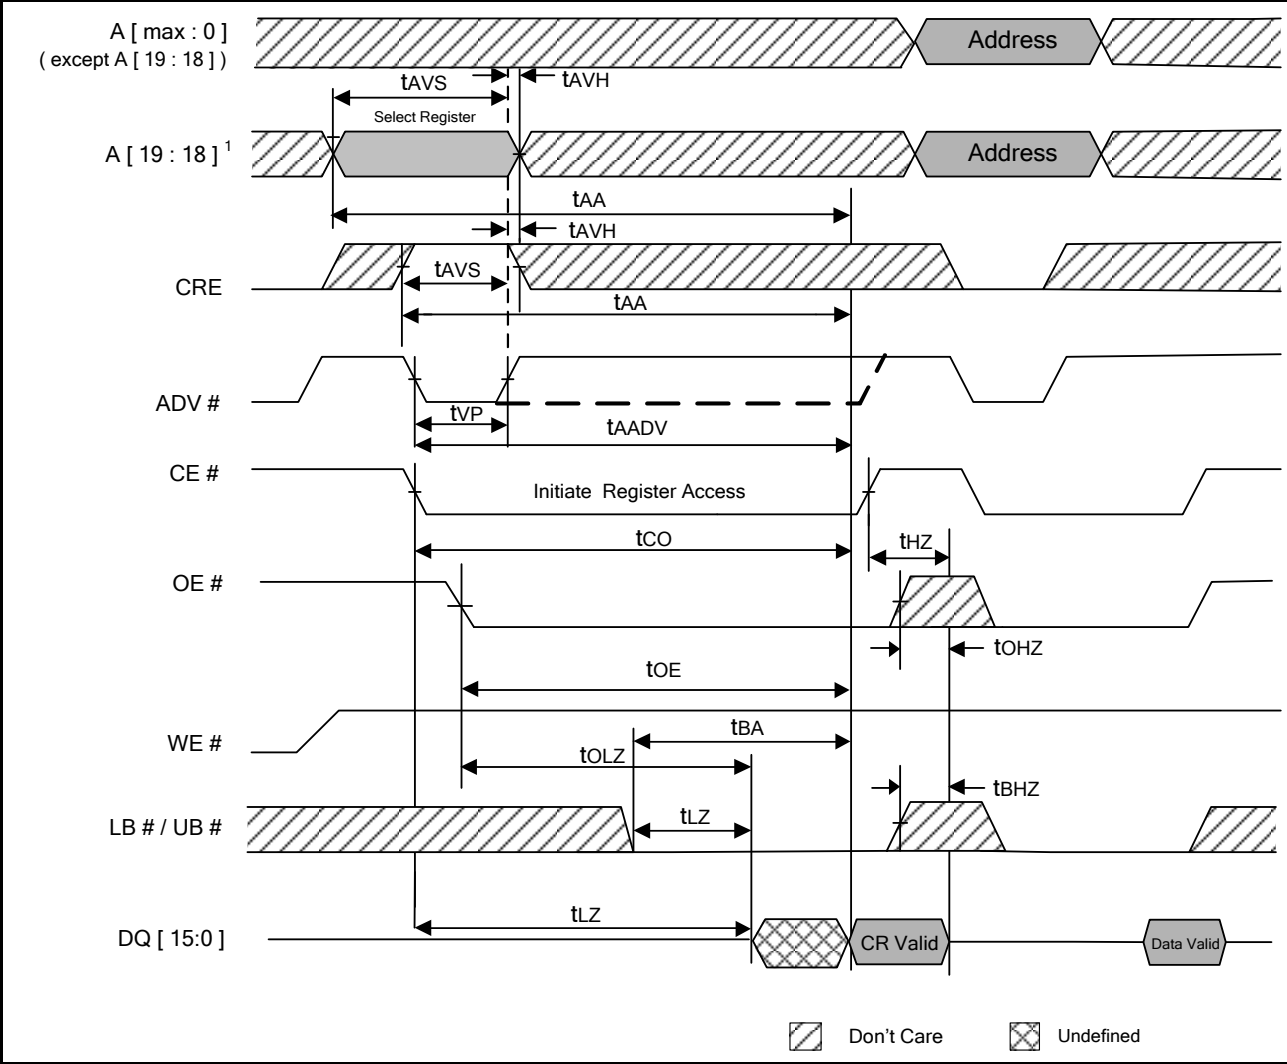 A [ max : 0 ]
( except A [ 19 : 18 ] )
Address
tAVS
tAVH
Select Register
A [ 19 : 18 ] 1
Address
tAA
tAVH
CRE
tAVS
tAA
ADV #
tVP
tAADV
CE #
Initiate Register Access
tCO
tHZ
OE #
tOHZ
tOE
WE #
tBA
tOLZ
tBHZ
LB # / UB #
tLZ
tLZ
DQ [ 15:0 ]
CR Valid
Data Valid
Don't Care
Undefined